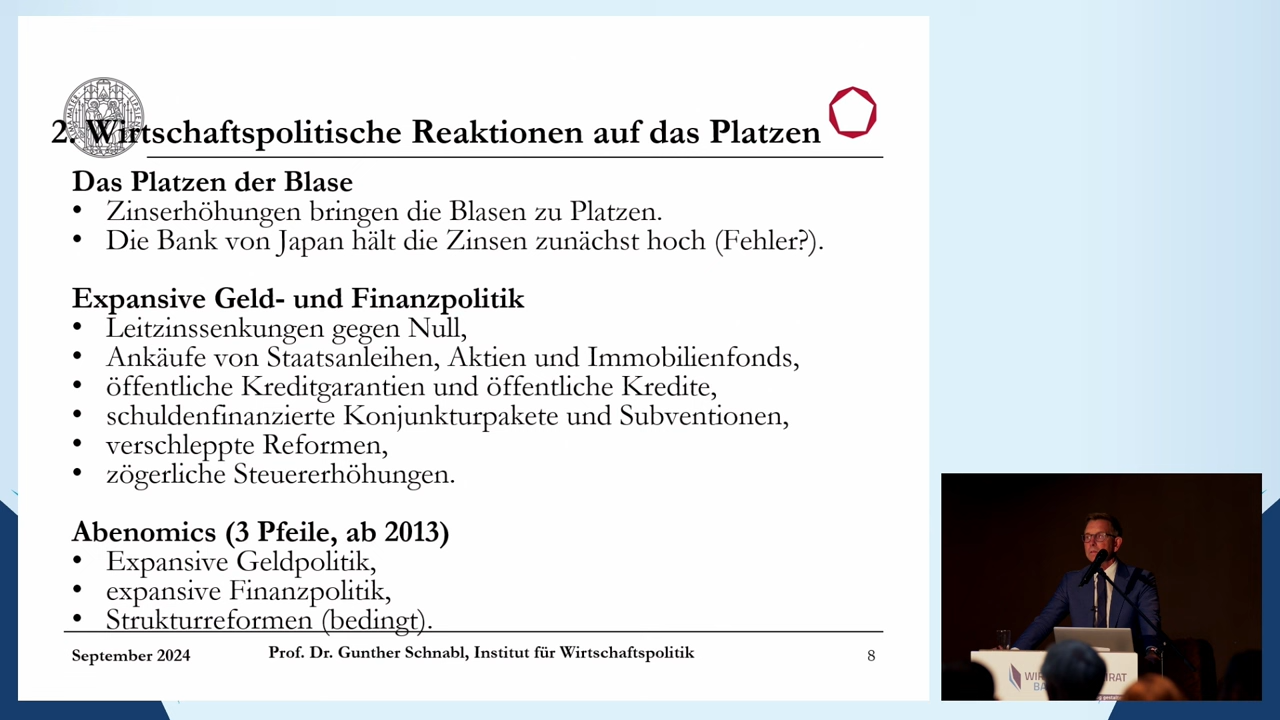 2. Wirtschaftspolitische Reaktionen auf das Platzen
Das Platzen der Blase
• Zinserhöhungen bringen die Blasen zu Platzen.
• Die Bank von Japan hält die Zinsen zunächst hoch (Fehler?).
Expansive Geld- und Finanzpolitik
• Leitzinssenkungen gegen Null,
• Ankäufe von Staatsanleihen, Aktien und Immobilienfonds,
• öffentliche Kreditgarantien und öffentliche Kredite,
• schuldenfinanzierte Konjunkturpakete und Subventionen,
• verschleppte Reformen,
• zögerliche Steuererhöhungen.
Abenomics (3 Pfeile, ab 2013)
• Expansive Geldpolitik,
• expansive Finanzpolitik,
• Strukturreformen (bedingt).
September 2024 Prof. Dr. Gunther Schnabl, Institut für Wirtschaftspolitik 8